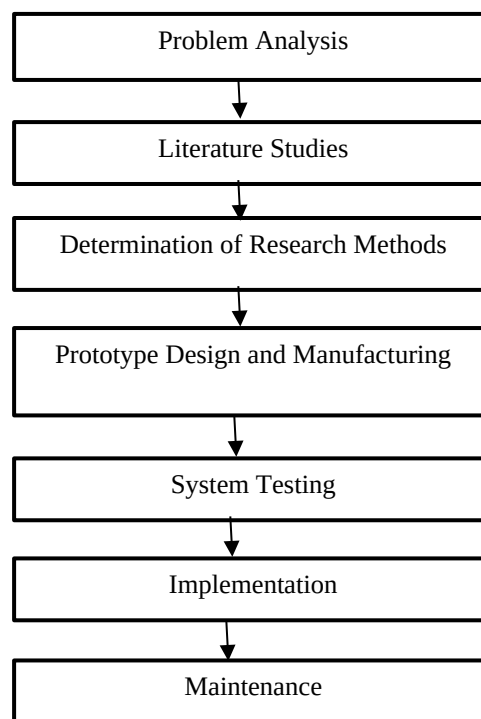 Problem Analysis
Literature Studies
Determination of Research Methods
Prototype Design and Manufacturing
System Testing
Implementation
Maintenance